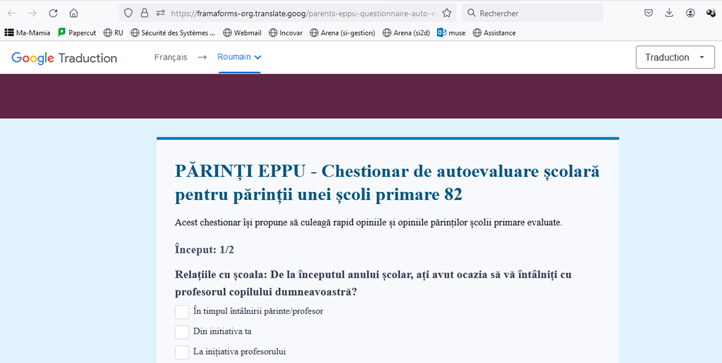 https://framaforms-org.translate.goog/parents-eppu-questionnaire-auto-e
Rechercher
Ma-Mamia Papercut RU Sécurité des Systèmes ... Webmail Incovar Arena (si-gestion) Arena (si2d) muse Assistance
Google Traduction Français → Roumain Traduction
PĂRINȚI EPPU - Chestionar de autoevaluare școlară
pentru părinții unei școli primare 82
Acest chestionar își propune să culeagă rapid opiniile și opiniile părinților școlii primare evaluate.
Început: 1/2
Relațiile cu școala: De la începutul anului școlar, ați avut ocazia să vă întâlniți cu
profesorul copilului dumneavoastră?
În timpul întâlnirii părinte/profesor
Din initiativa ta
La inițiativa profesorului